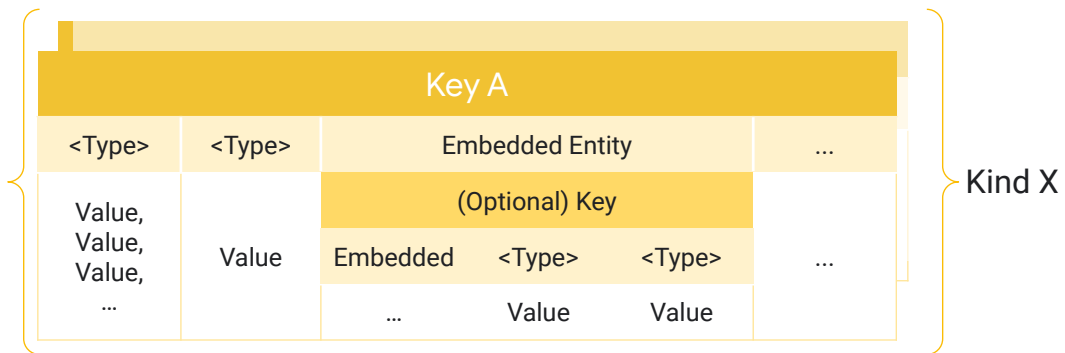 Key A
<Type> <Type> Embedded Entity ...
(Optional) Key
Value,
Value,
Value,
…
Value
Embedded <Type> <Type>
… Value Value
...
Kind X